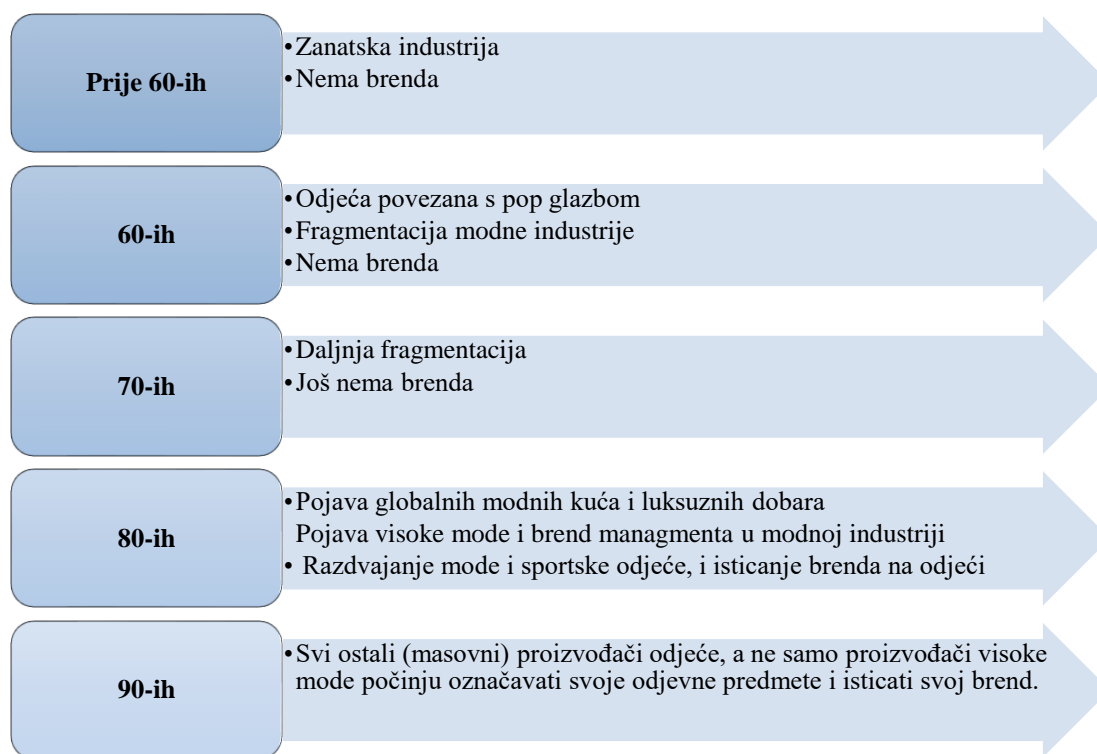 Prije 60-ih
•Zanatska industrija
•Nema brenda
60-ih
•Odjeća povezana s pop glazbom
•Fragmentacija modne industrije
•Nema brenda
70-ih
•Daljnja fragmentacija
•Još nema brenda
80-ih
•Pojava globalnih modnih kuća i luksuznih dobara
Pojava visoke mode i brend managmenta u modnoj industriji
• Razdvajanje mode i sportske odjeće, i isticanje brenda na odjeći
90-ih
•Svi ostali (masovni) proizvođači odjeće, a ne samo proizvođači visoke
mode počinju označavati svoje odjevne predmete i isticati svoj brend.